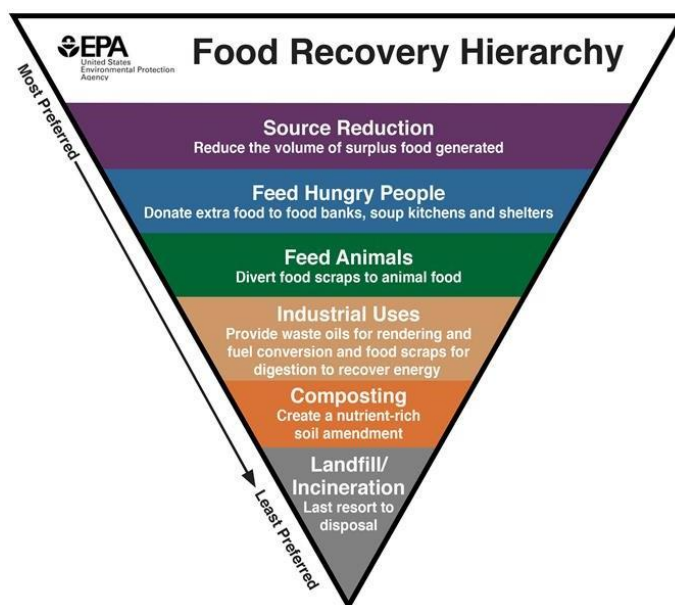 EPA
United States
Environmental Protection
Agency
Food Recovery Hierarchy
Most Preferred
Source Reduction
Reduce the volume of surplus food generated
Feed Hungry People
Donate extra food to food banks, soup kitchens and shelters
Feed Animals
Divert food scraps to animal food
Industrial Uses
Provide waste oils for rendering and
fuel conversion and food scraps for
digestion to recover energy
Composting
Create a nutrient-rich
soil amendment
Landfill/
Incineration
Last resort to
disposal
Least Preferred